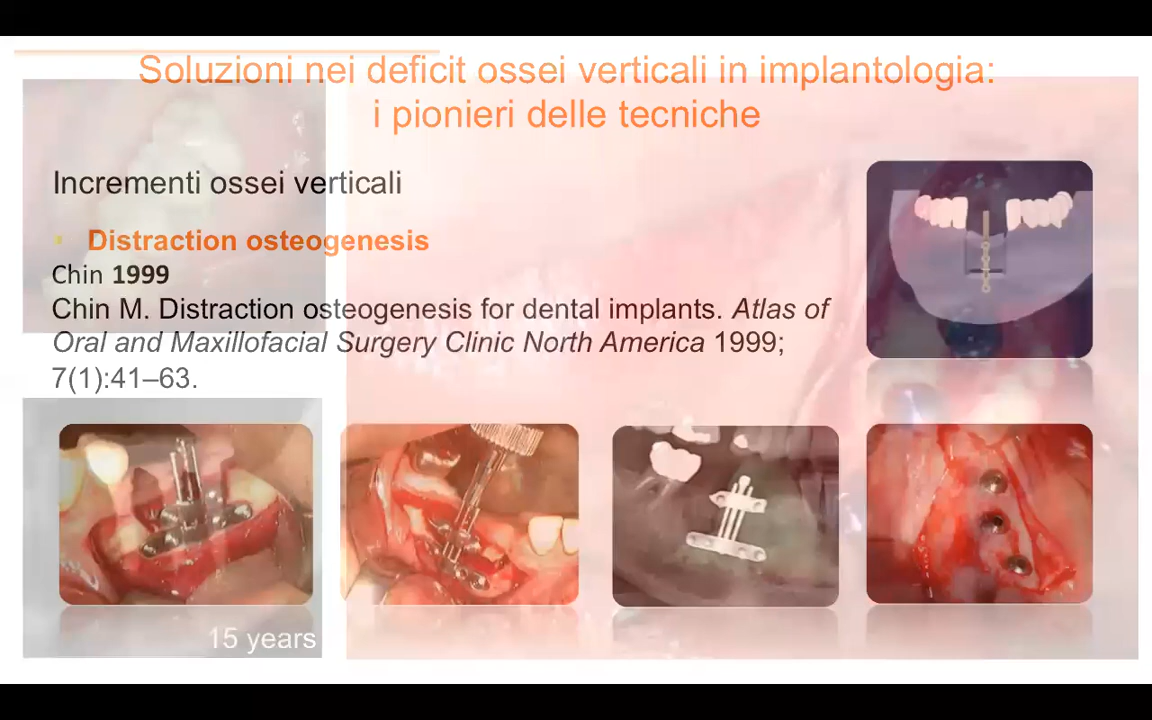 Soluzioni nei deficit ossei verticali in implantologia:
i pionieri delle tecniche
Incrementi ossei verticali
▪ Distraction osteogenesis
Chin 1999
Chin M. Distraction osteogenesis for dental implants. Atlas of
Oral and Maxillofacial Surgery Clinic North America 1999;
7(1):41–63.
15 years